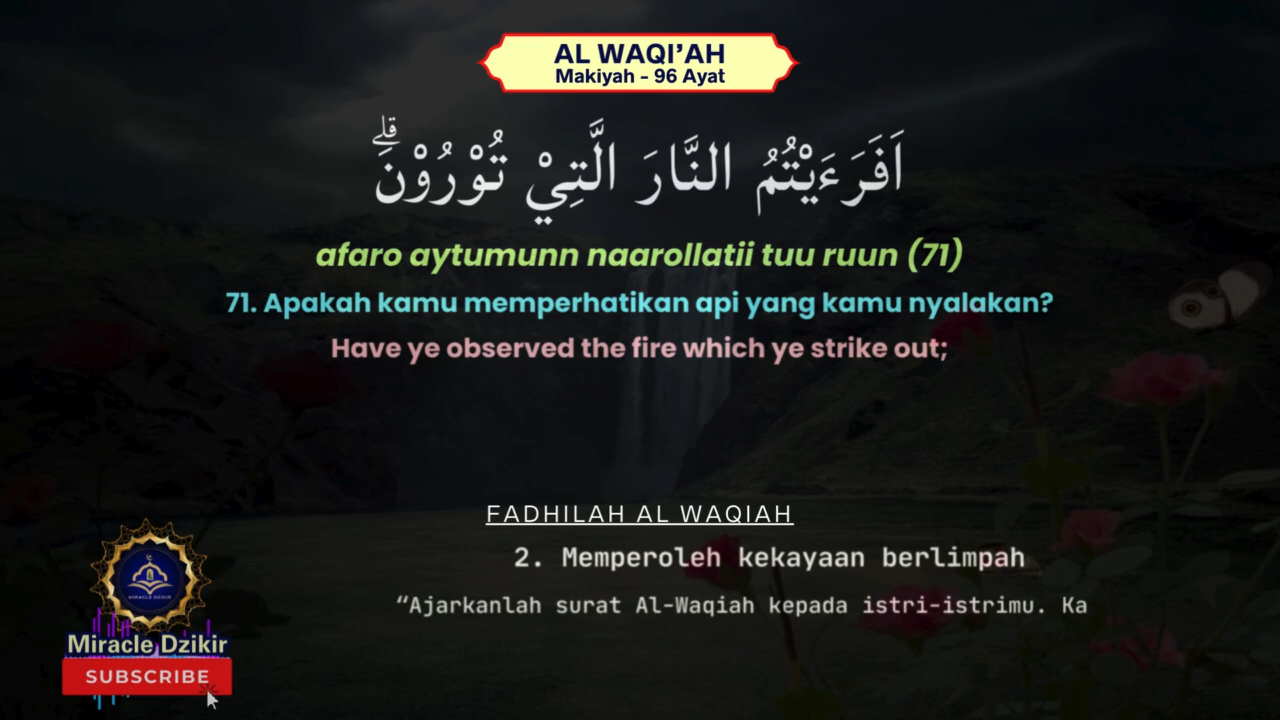 AL WAQI’AH
Makiyah - 96 Ayat
اَفَرَءَيْتُمُ النَّارَ الَّتِيْ تُوْرُوْنَۗ
afaro aytumunn naarollatii tuu ruun (71)
71. Apakah kamu memperhatikan api yang kamu nyalakan?
Have ye observed the fire which ye strike out;
FADHILAH AL WAQIAH
2. Memperoleh kekayaan berlimpah
“Ajarkanlah surat Al-Waqiah kepada istri-istrimu. Ka
MIRACLE DZIKIR
Miracle Dzikir
SUBSCRIBE